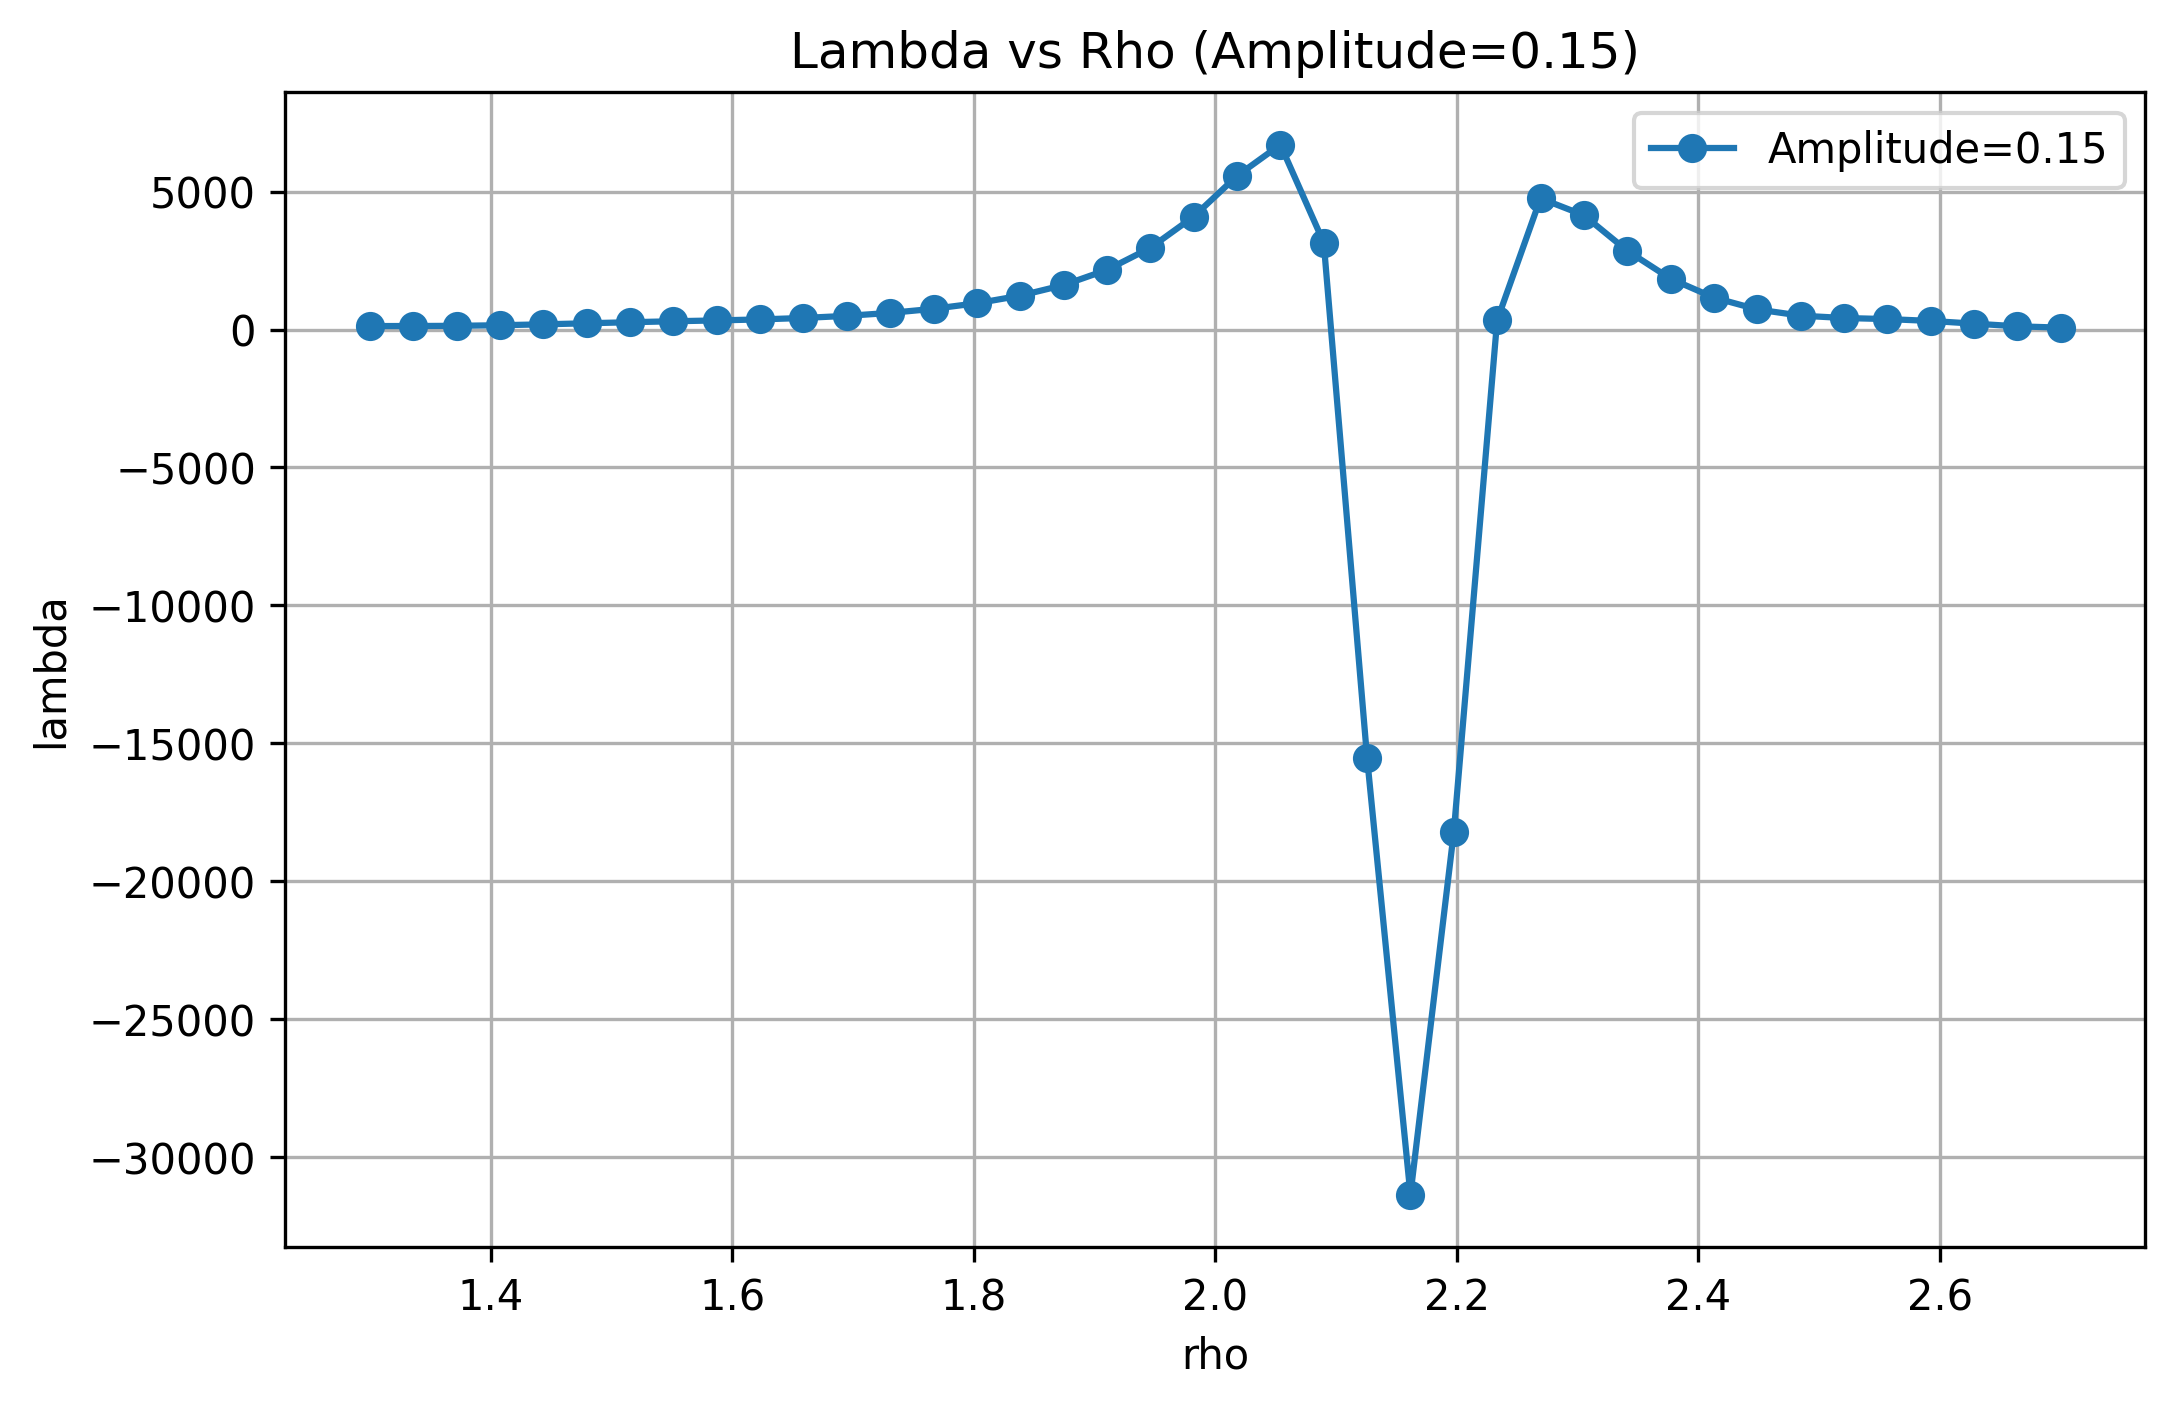 Lambda vs Rho (Amplitude=0.15)
Amplitude=0.15
5000
0
−5000
−10000
−15000
−20000
−25000
−30000
lambda
1.4 1.6 1.8 2.0 2.2 2.4 2.6
rho